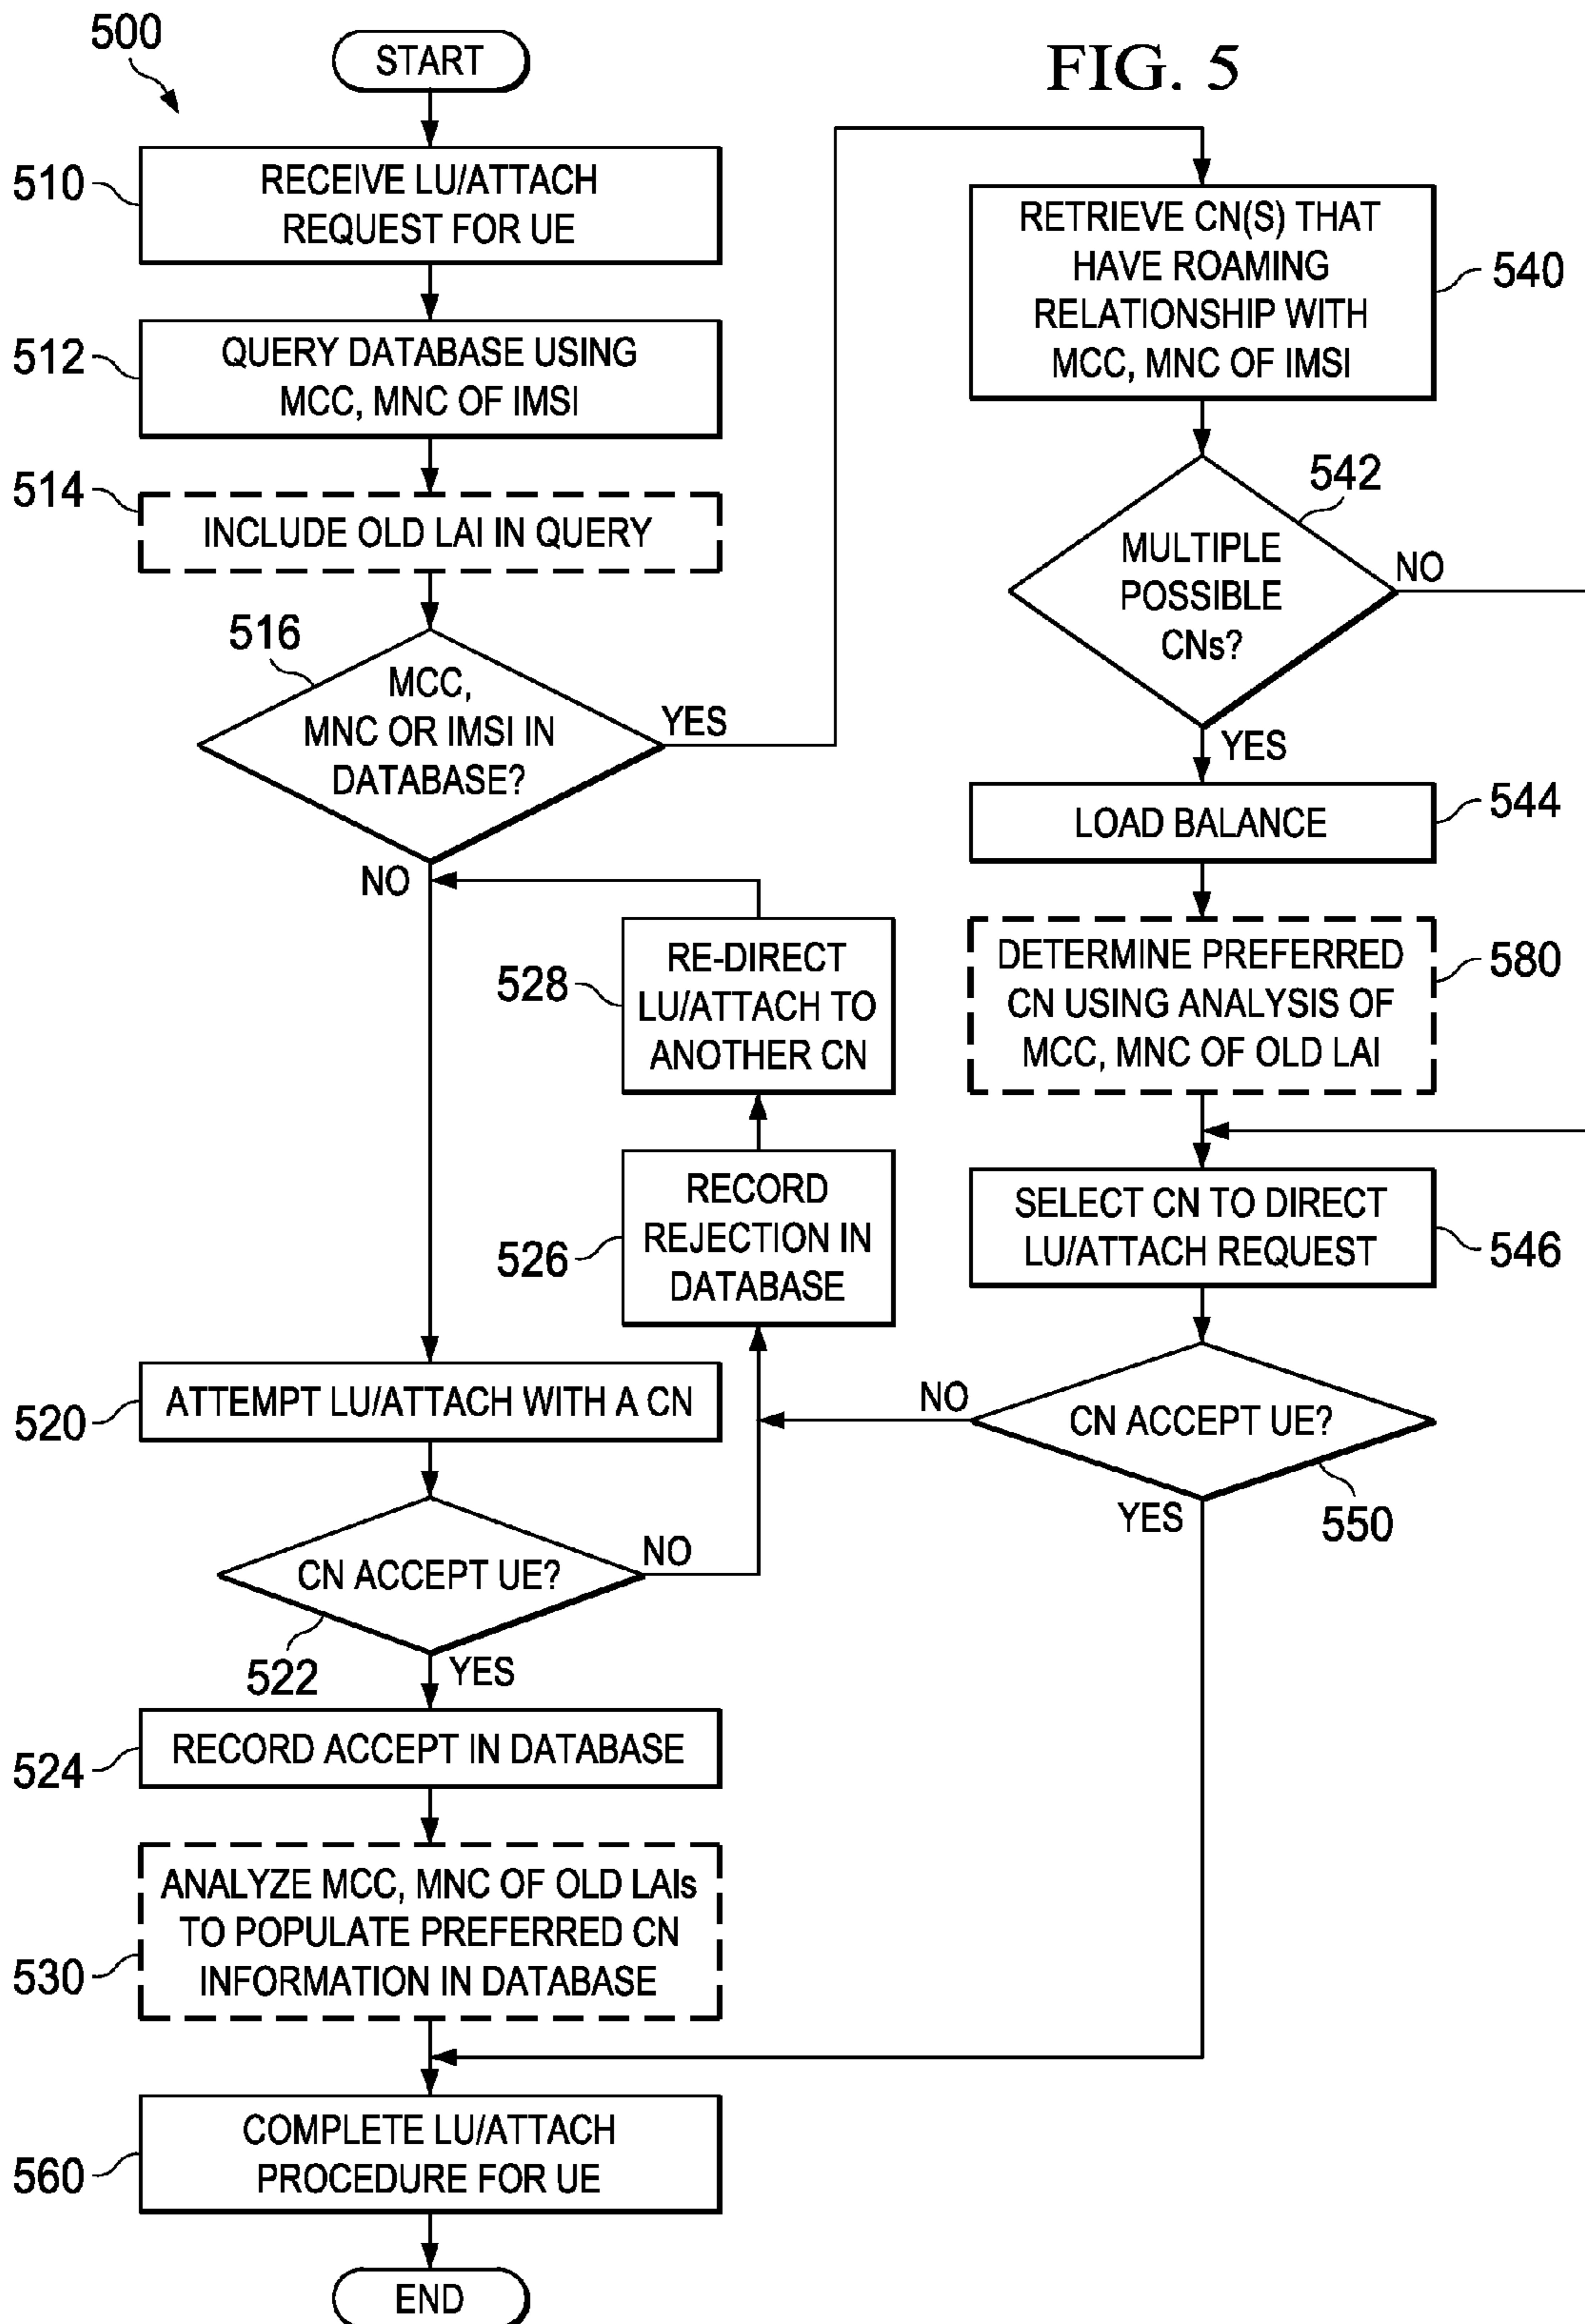 500
START
FIG. 5
510
RECEIVE LU/ATTACH
REQUEST FOR UE
512
QUERY DATABASE USING
MCC, MNC OF IMSI
514
INCLUDE OLD LAI IN QUERY
516
MCC,
MNC OR IMSI IN
DATABASE?
YES
NO
528
RE-DIRECT
LU/ATTACH TO
ANOTHER CN
526
RECORD
REJECTION IN
DATABASE
520
ATTEMPT LU/ATTACH WITH A CN
CN ACCEPT UE?
NO
522
YES
524
RECORD ACCEPT IN DATABASE
530
ANALYZE MCC, MNC OF OLD LAIs
TO POPULATE PREFERRED CN
INFORMATION IN DATABASE
560
COMPLETE LU/ATTACH
PROCEDURE FOR UE
END
RETRIEVE CN(S) THAT
HAVE ROAMING
RELATIONSHIP WITH
MCC, MNC OF IMSI
540
542
MULTIPLE
POSSIBLE
CNs?
NO
YES
LOAD BALANCE
544
DETERMINE PREFERRED
CN USING ANALYSIS OF
MCC, MNC OF OLD LAI
580
SELECT CN TO DIRECT
LU/ATTACH REQUEST
546
NO
CN ACCEPT UE?
YES
550